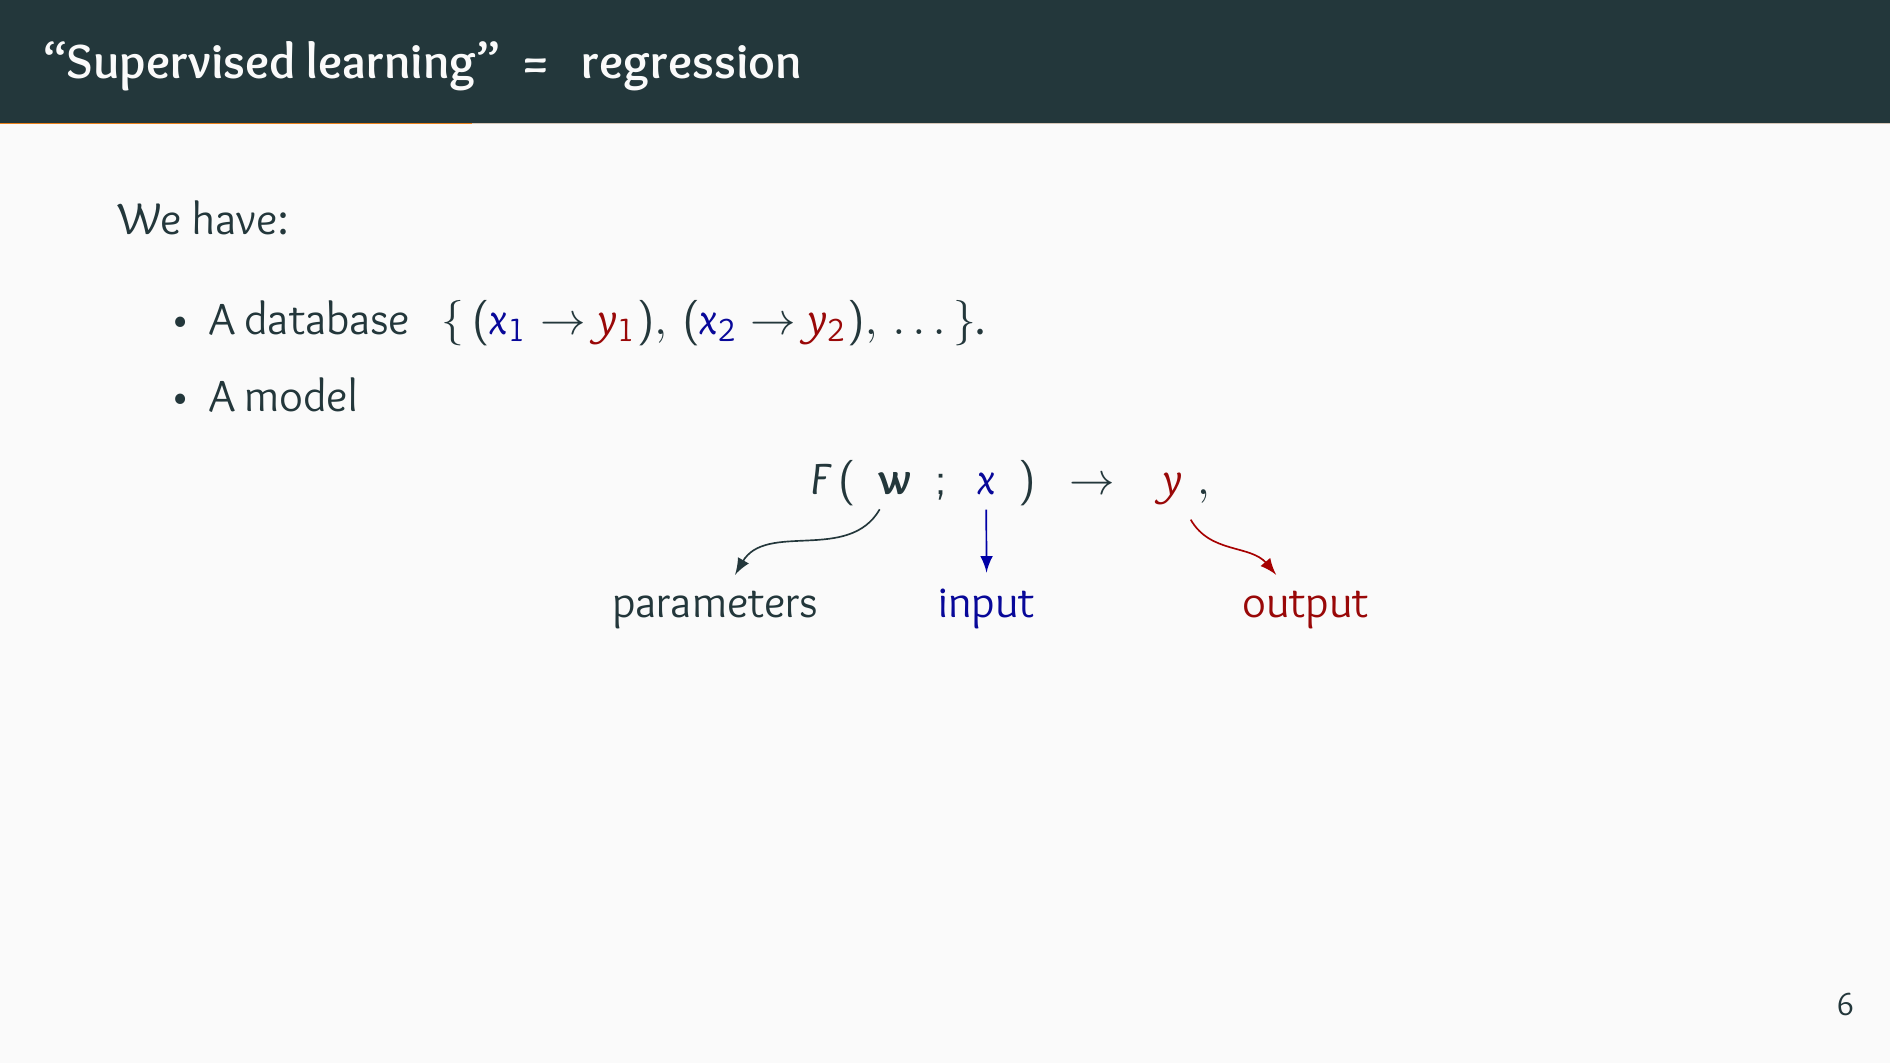 “Supervised learning” = regression
We have:
• A database { (x₁ → y₁), (x₂ → y₂), . . . }.
• A model
F( w ; x ) → y ,
parameters input output
6